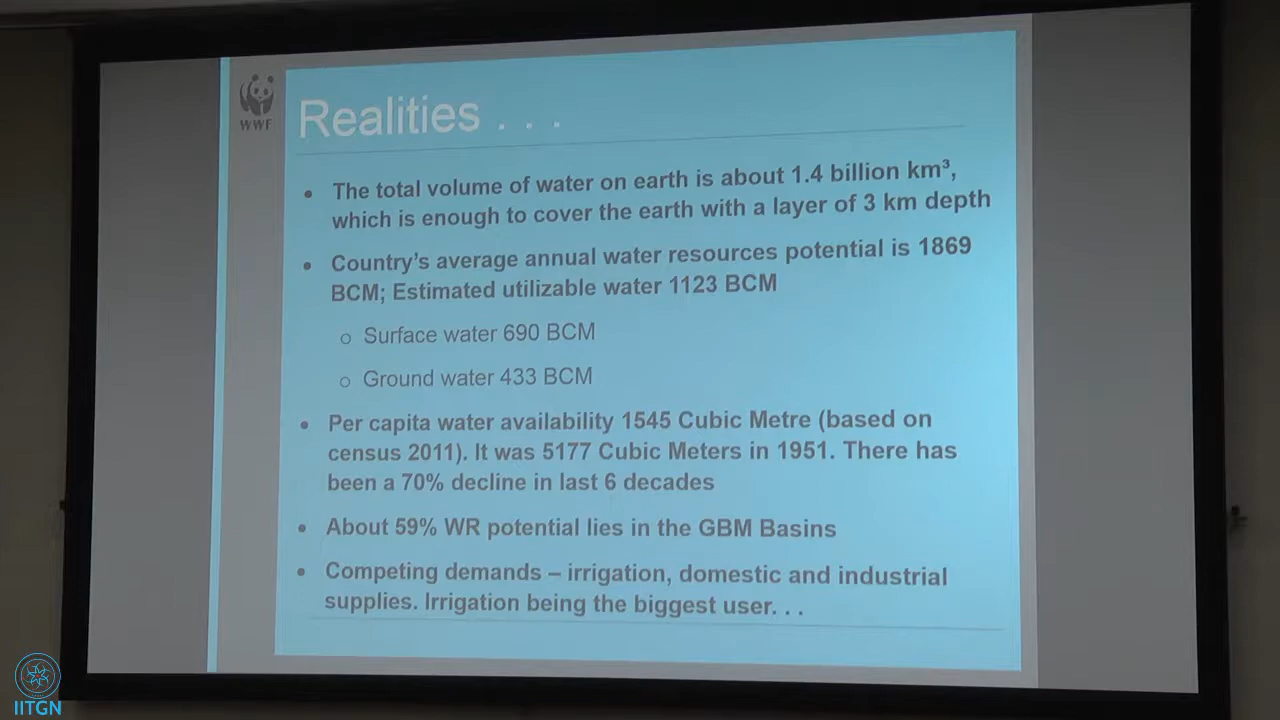 WWF
Realities . . .
• The total volume of water on earth is about 1.4 billion km³,
which is enough to cover the earth with a layer of 3 km depth
• Country's average annual water resources potential is 1869
BCM; Estimated utilizable water 1123 BCM
o Surface water 690 BCM
o Ground water 433 BCM
• Per capita water availability 1545 Cubic Metre (based on
census 2011). It was 5177 Cubic Meters in 1951. There has
been a 70% decline in last 6 decades
• About 59% WR potential lies in the GBM Basins
• Competing demands – irrigation, domestic and industrial
supplies. Irrigation being the biggest user. . .
IITGN